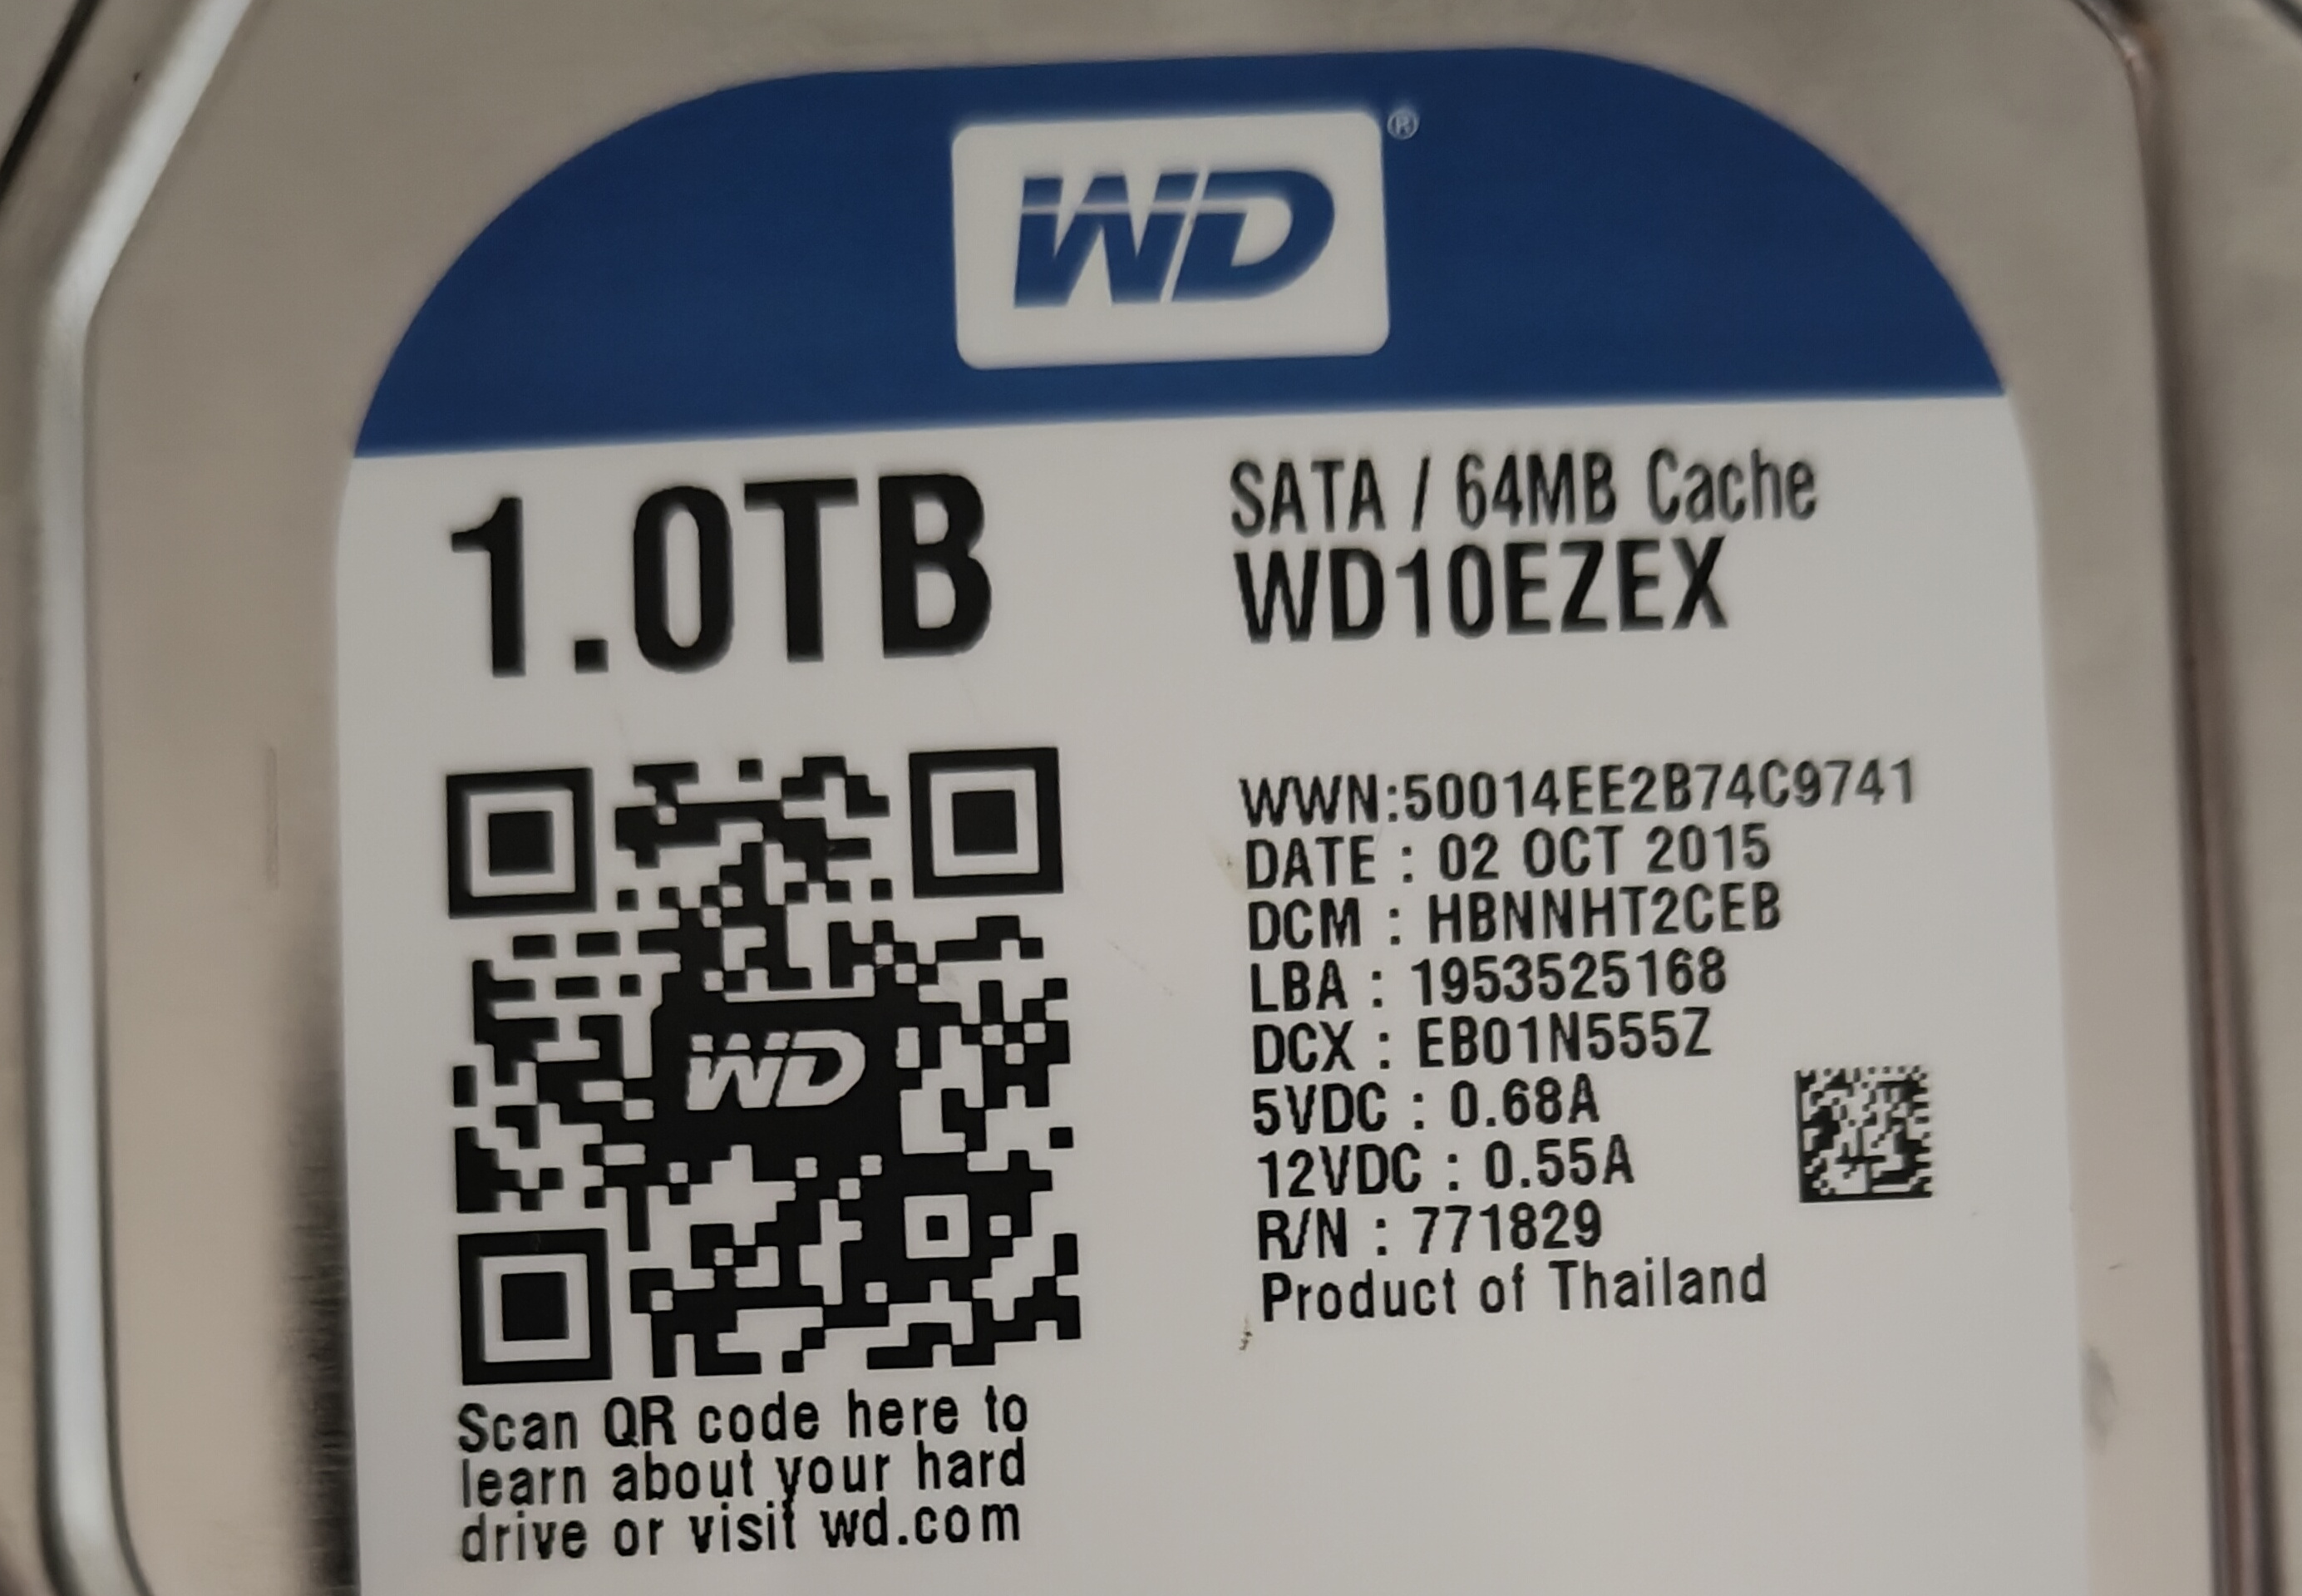 WD®
1.0TB
SATA / 64MB Cache
WD10EZEX
WD
Scan QR code here to
learn about your hard
drive or visit wd.com
WWN:50014EE2B74C9741
DATE : 02 OCT 2015
DCM : HBNNHT2CEB
LBA : 1953525168
DCX : EB01N555Z
5VDC : 0.68A
12VDC : 0.55A
R/N : 771829
Product of Thailand